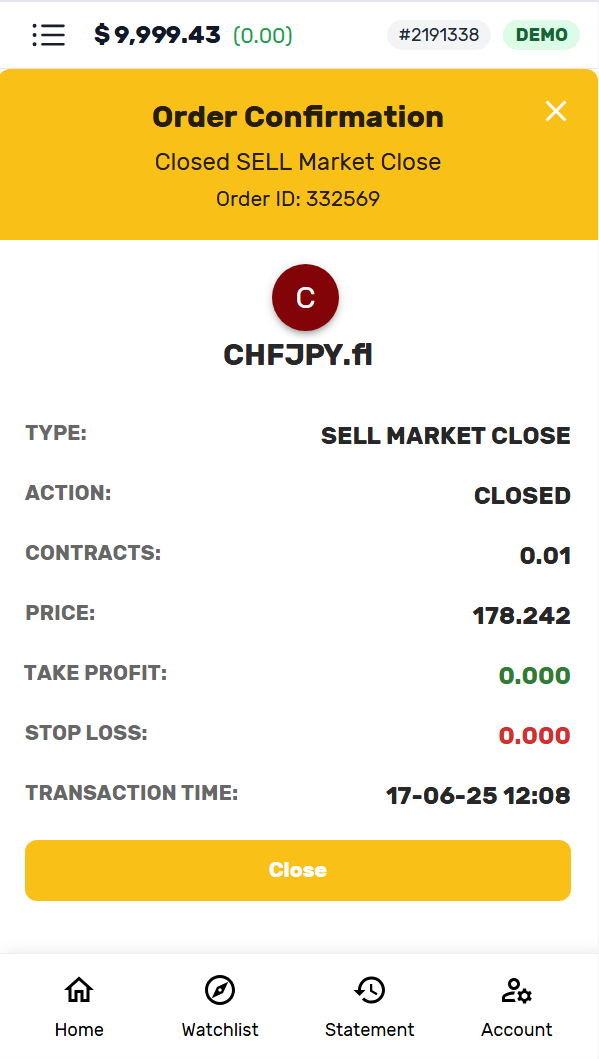 $ 9,999.43 (0.00) #2191338 DEMO
Order Confirmation
Closed SELL Market Close
Order ID: 332569
C
CHFJPY.fl
TYPE: SELL MARKET CLOSE
ACTION: CLOSED
CONTRACTS: 0.01
PRICE: 178.242
TAKE PROFIT: 0.000
STOP LOSS: 0.000
TRANSACTION TIME: 17-06-25 12:08
Close
Home Watchlist Statement Account